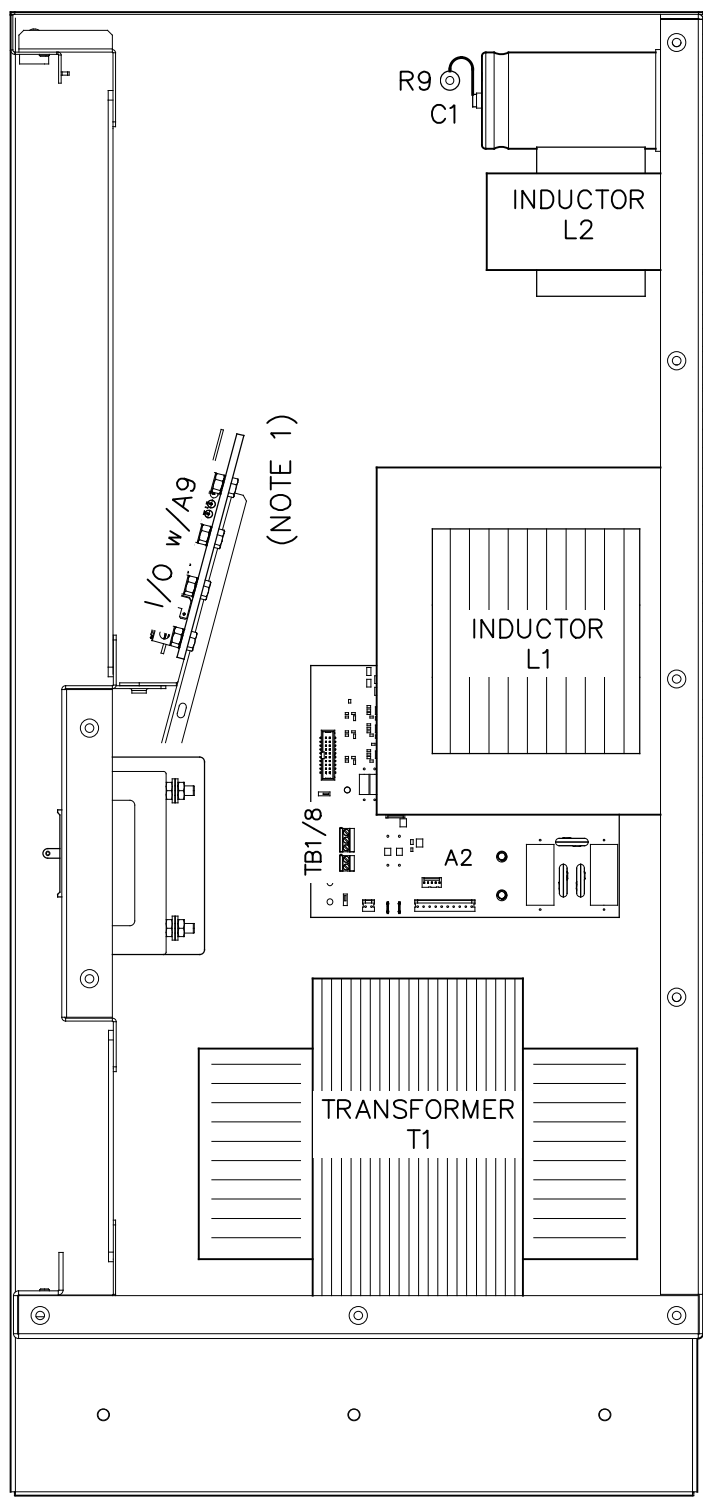 R9
C1
INDUCTOR
L2
(NOTE 1)
I/O w/A9
INDUCTOR
L1
TB1/8
A2
TRANSFORMER
T1